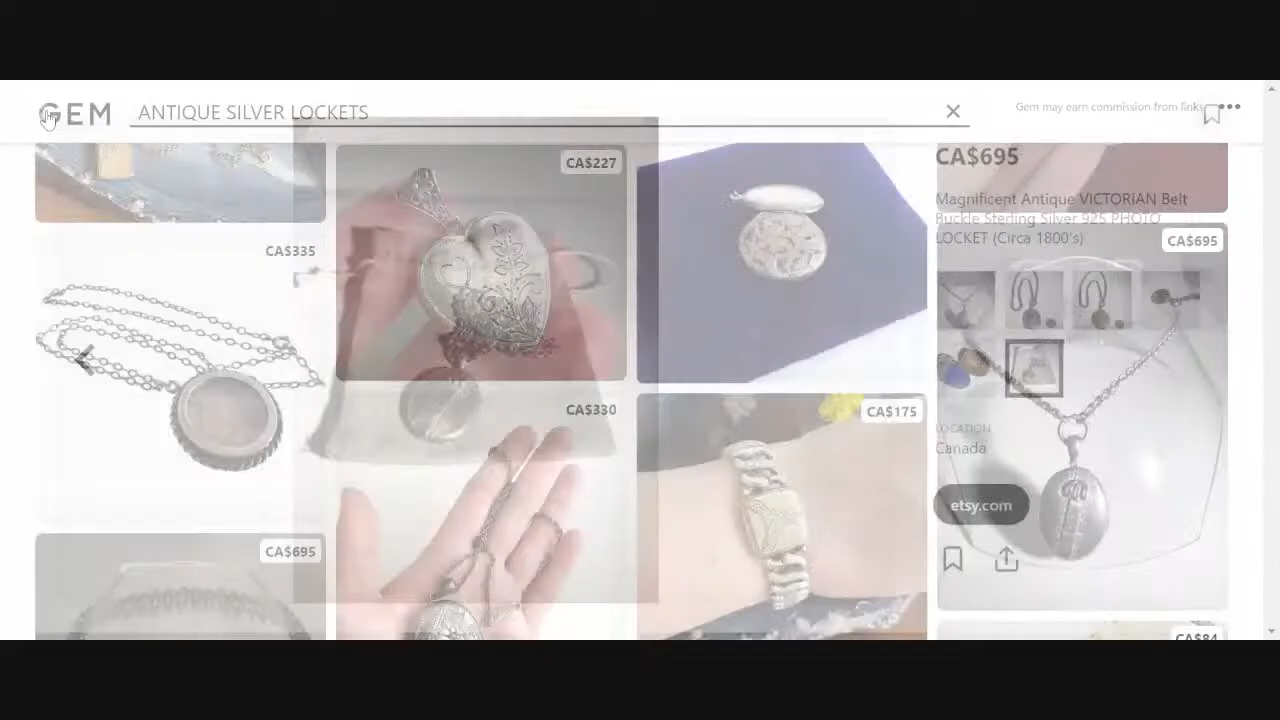 GEM
ANTIQUE SILVER LOCKETS
Gem may earn commission from links
CA$227
CA$695
Magnificent Antique VICTORIAN Belt
Buckle Sterling Silver 925 PHOTO
LOCKET (Circa 1800's)
CA$695
CA$335
CA$330
CA$175
LOCATION
Canada
etsy.com
CA$695
CA$84